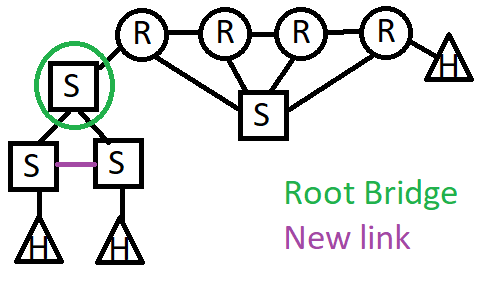 R R R R
S
H
S
S S
Root Bridge
New link
H H